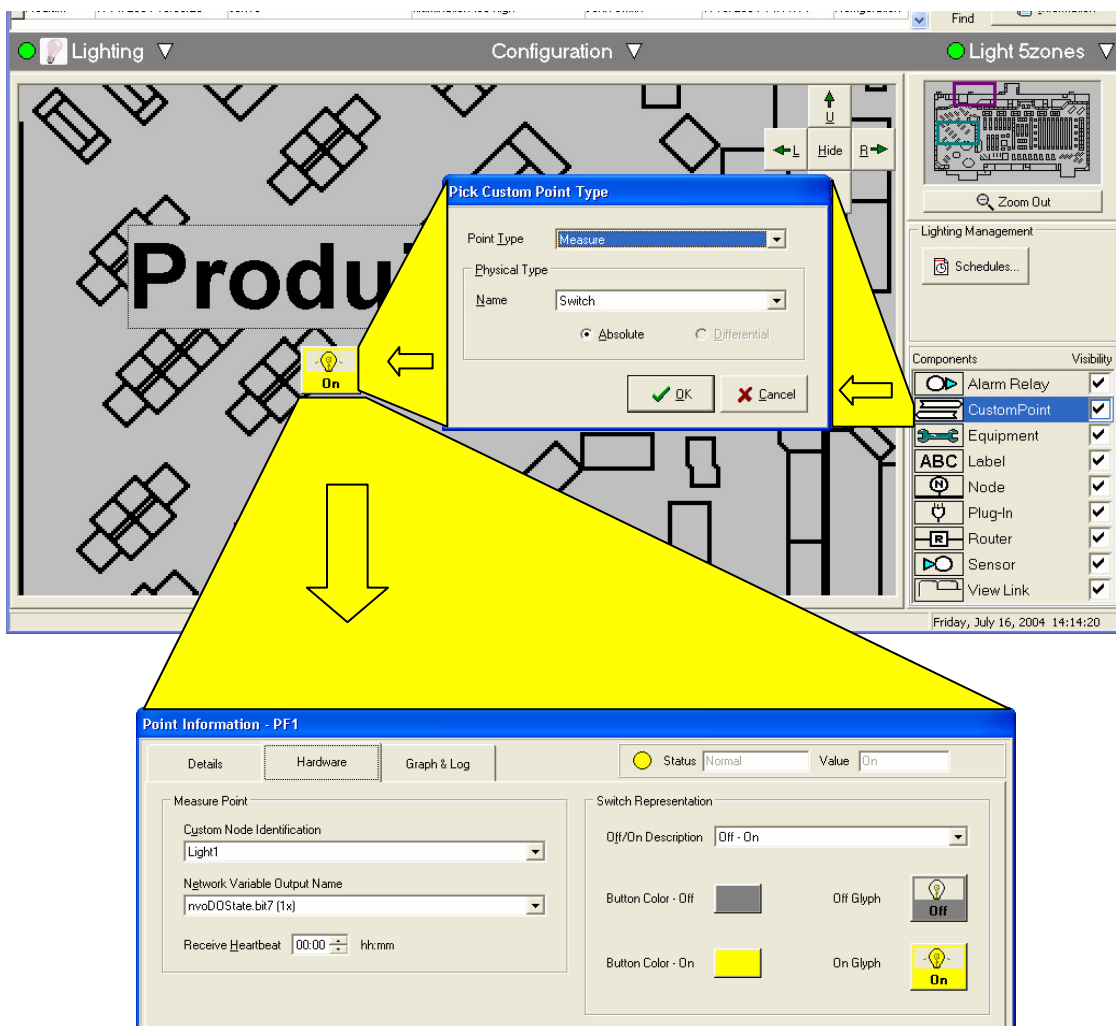 Find
Lighting Configuration Light 5zones
U
L Hide R
Zoom Out
Lighting Management
Schedules...
Produ
On
Pick Custom Point Type
Point Type Measure
Physical Type
Name Switch
Absolute Differential
OK Cancel
Components Visibility
Alarm Relay
CustomPoint
Equipment
ABC Label
N Node
Plug-In
R Router
Sensor
View Link
Friday, July 16, 2004 14:14:20
Point Information - PF1
Details Hardware Graph & Log Status Normal Value On
Measure Point
Custom Node Identification
Light1
Network Variable Output Name
nvoDOState.bit7 (1x)
Receive Heartbeat 00:00 hh:mm
Switch Representation
Off/On Description Off - On
Button Color - Off Off Glyph Off
Button Color - On On Glyph On